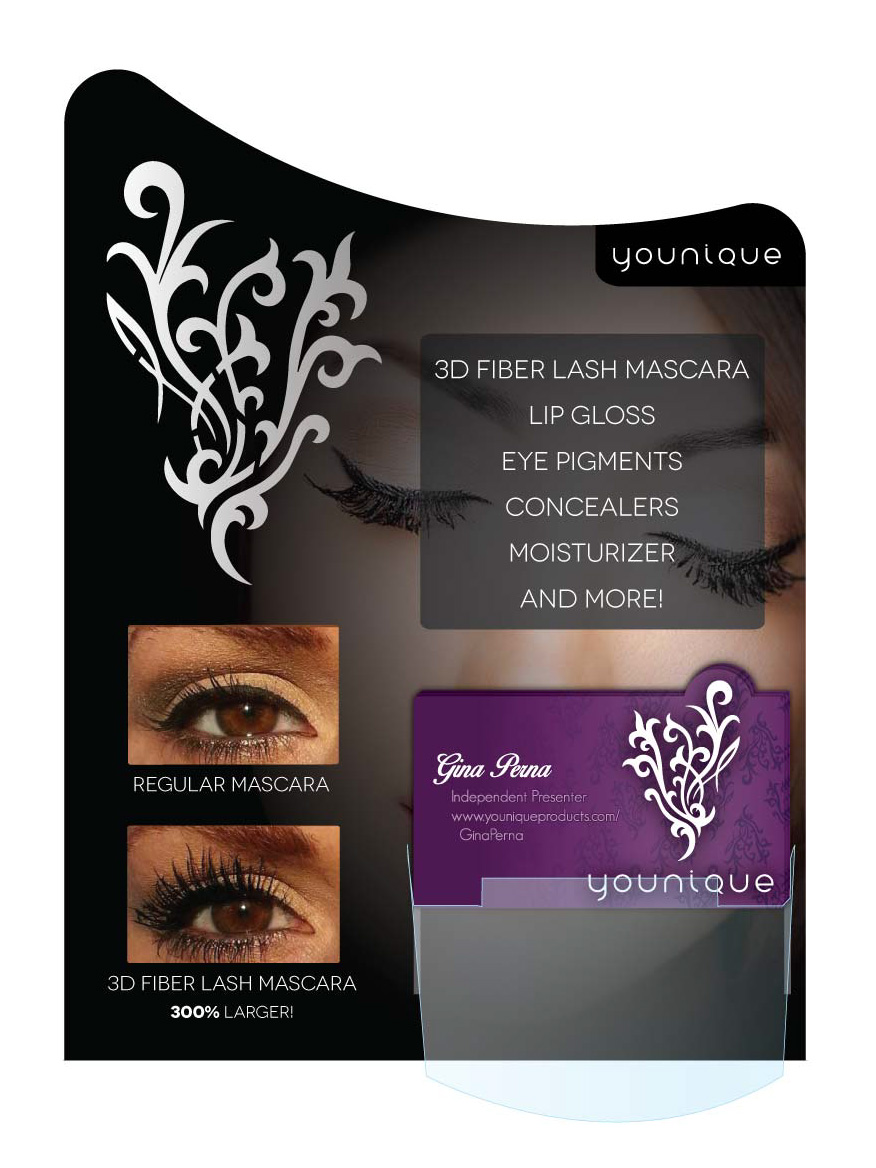 younique
3D FIBER LASH MASCARA
LIP GLOSS
EYE PIGMENTS
CONCEALERS
MOISTURIZER
AND MORE!
REGULAR MASCARA
3D FIBER LASH MASCARA
300% LARGER!
Gina Perna
Independent Presenter
www.youniqueproducts.com/
GinaPerna
younique